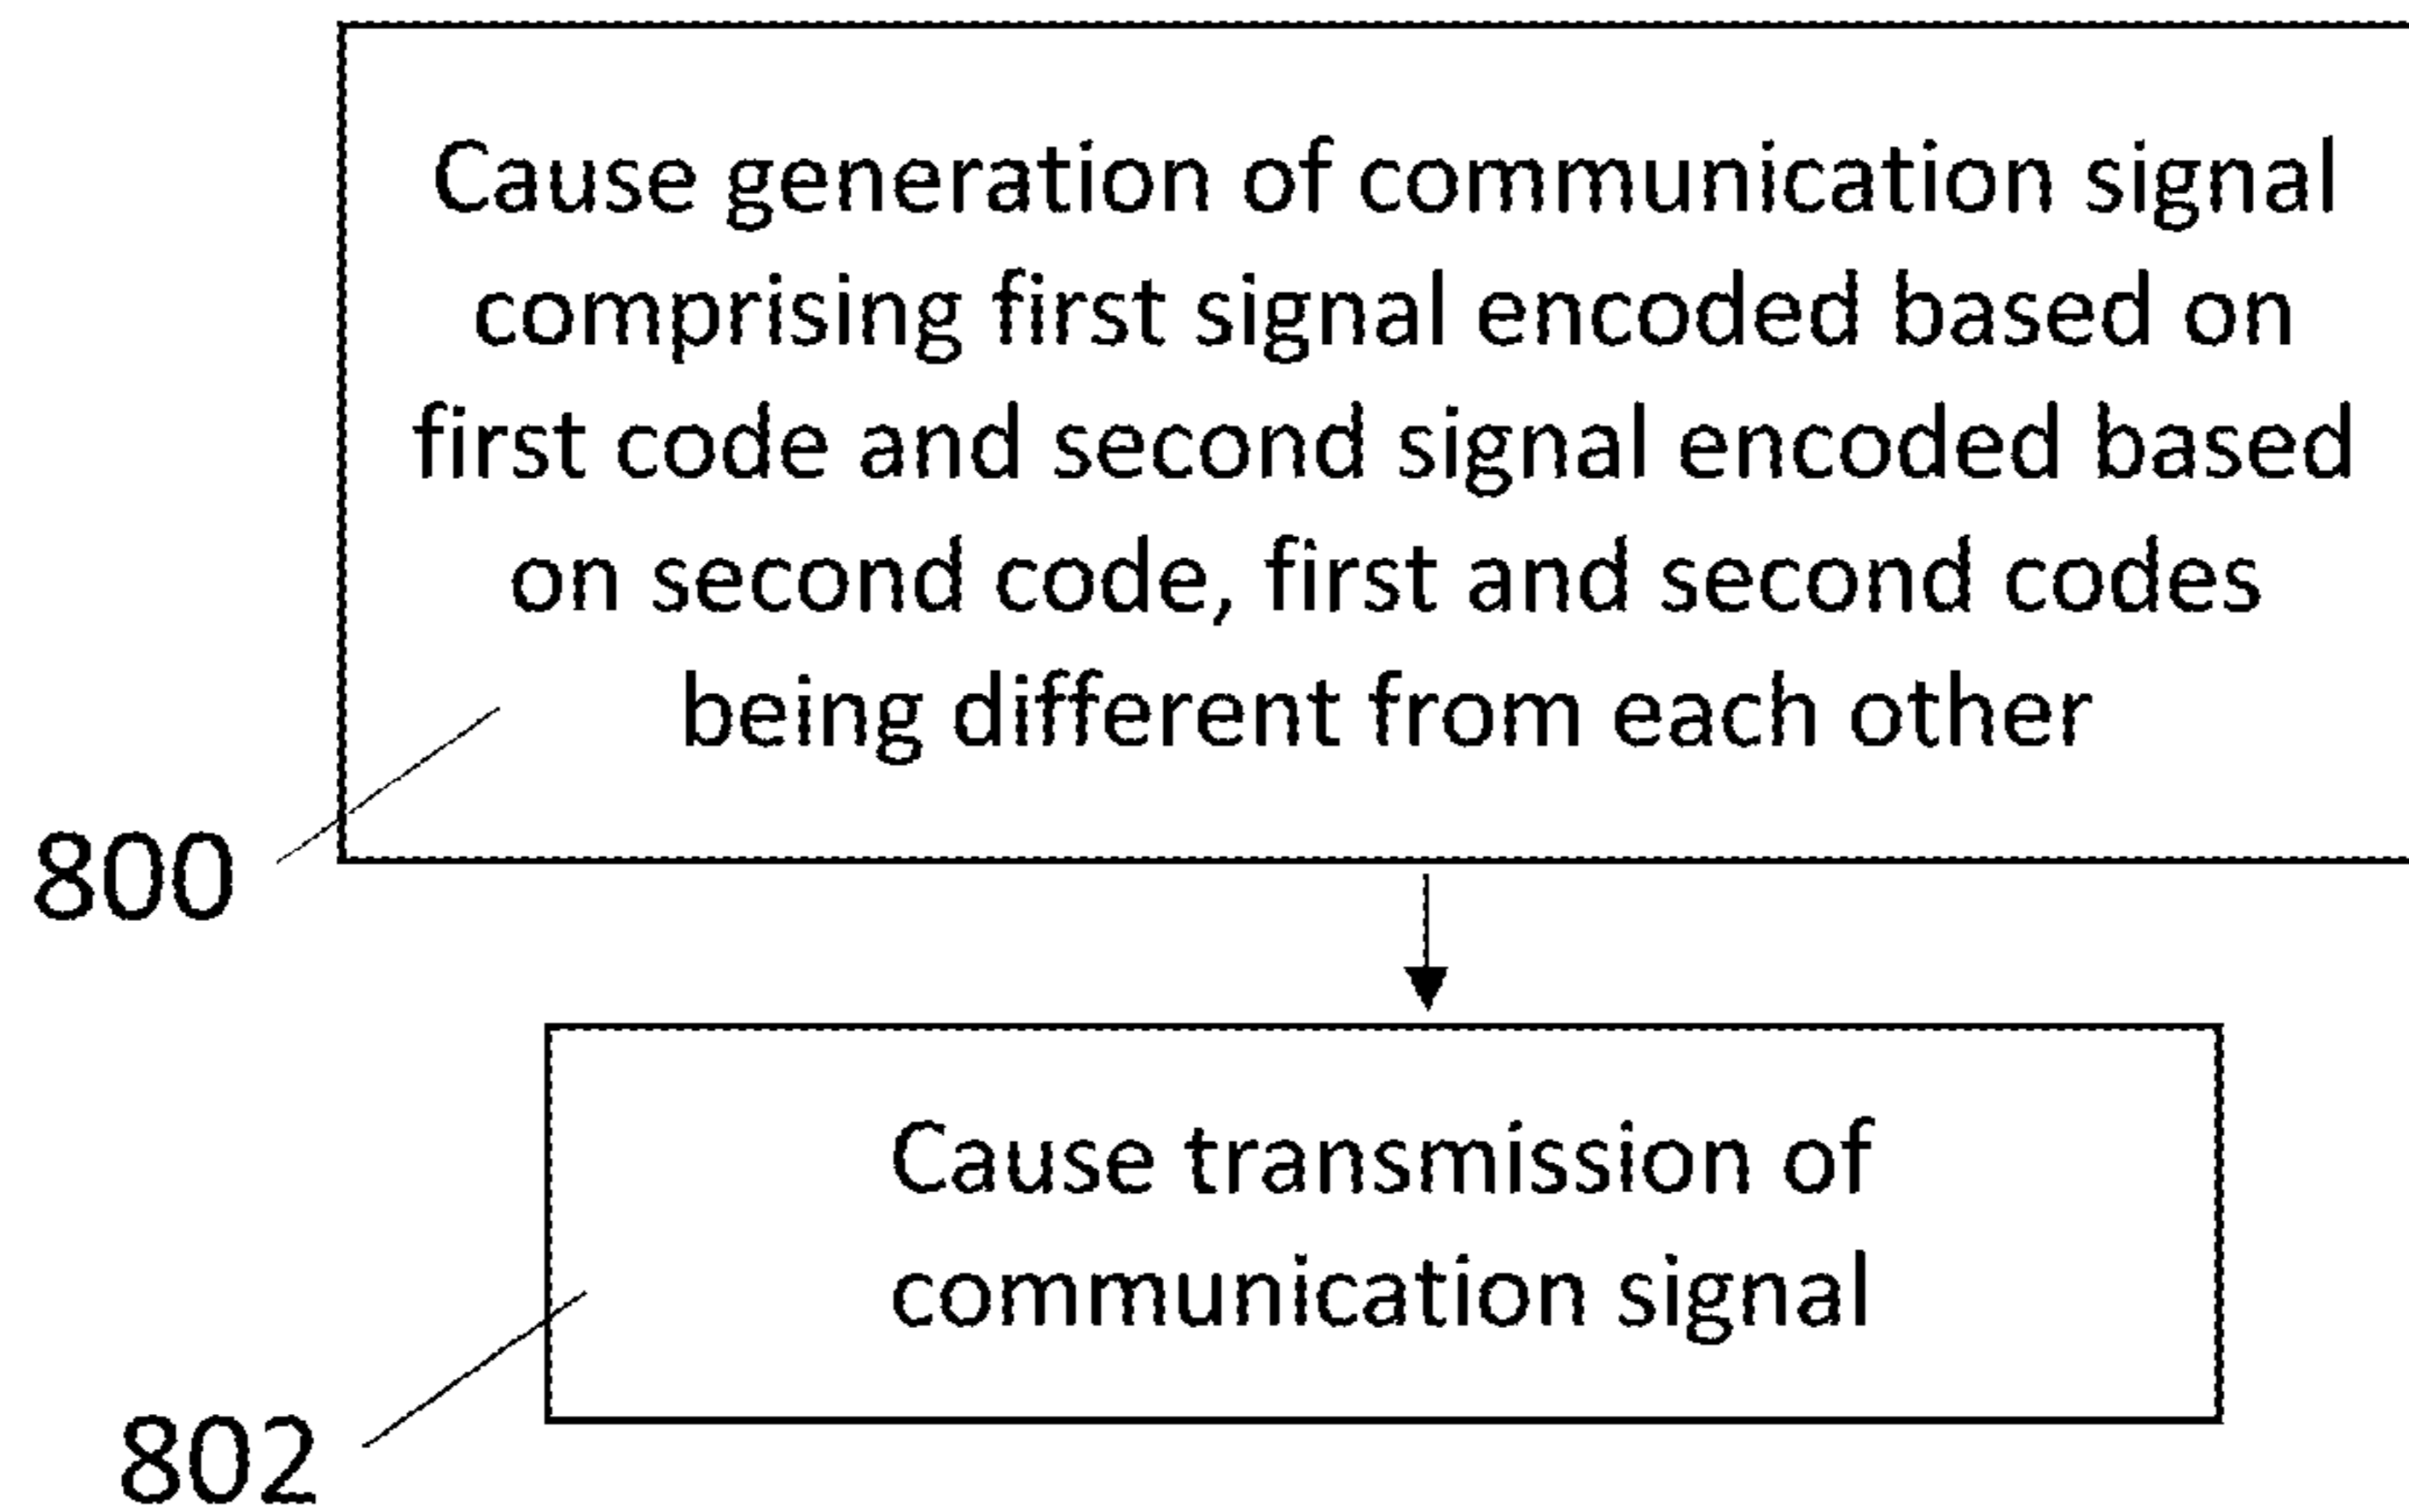 Cause generation of communication signal
comprising first signal encoded based on
first code and second signal encoded based
on second code, first and second codes
being different from each other
800
Cause transmission of
communication signal
802